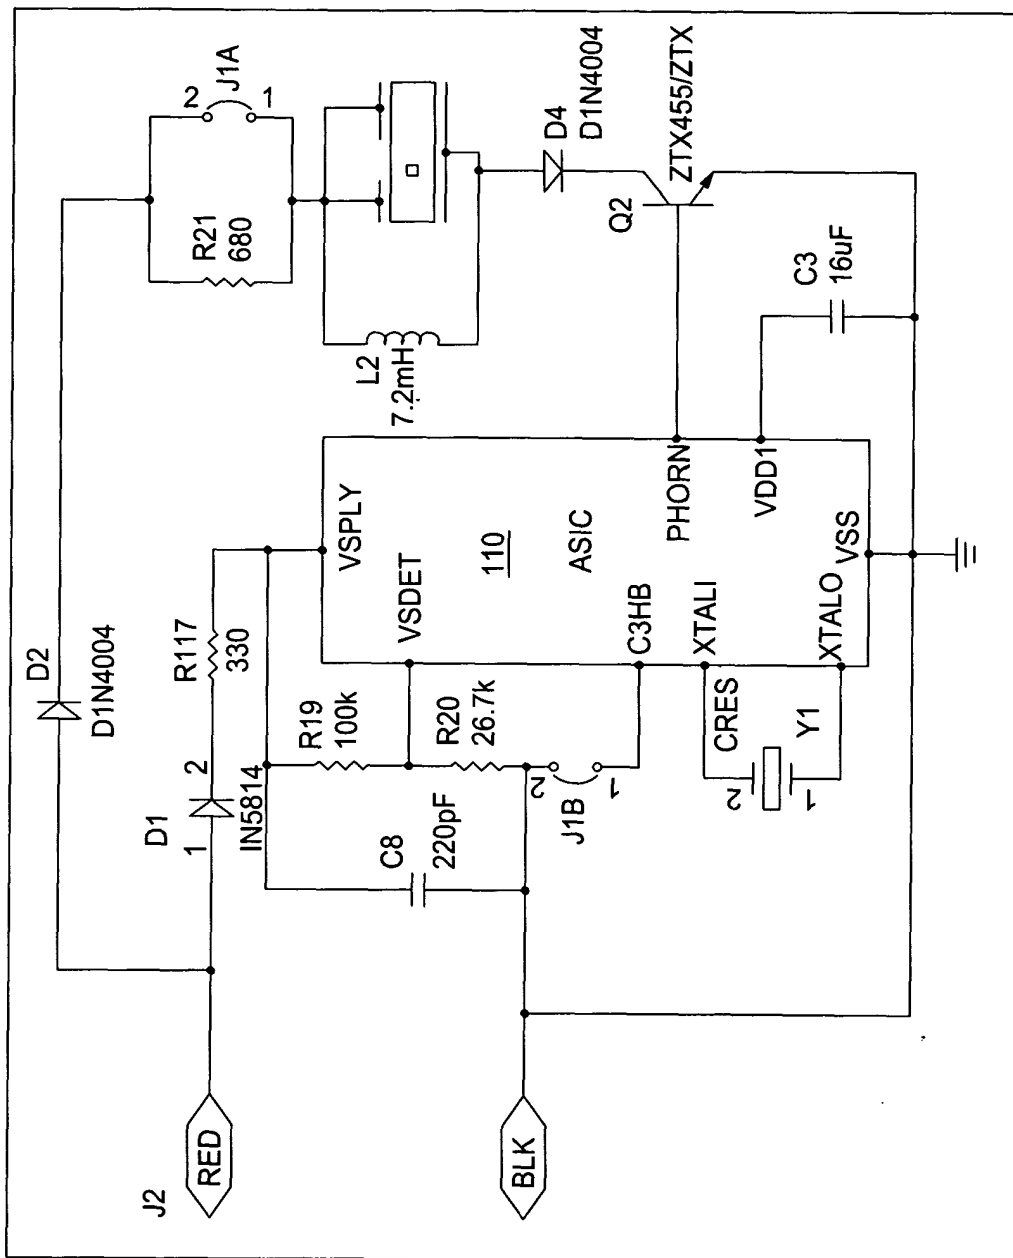 D2
D1N4004
J2
RED
D1
1
2
IN5814
R117
330
R21
680
2
J1A
1
R19
100k
C8
220pF
R20
26.7k
VSPLY
VSDET
L2
7.2mH
110
ASIC
D4
D1N4004
BLK
2
J1B
1
C3HB
Q2
ZTX455/ZTX
PHORN
XTALI
CRES
2
Y1
1
VDD1
C3
16uF
XTALO
VSS